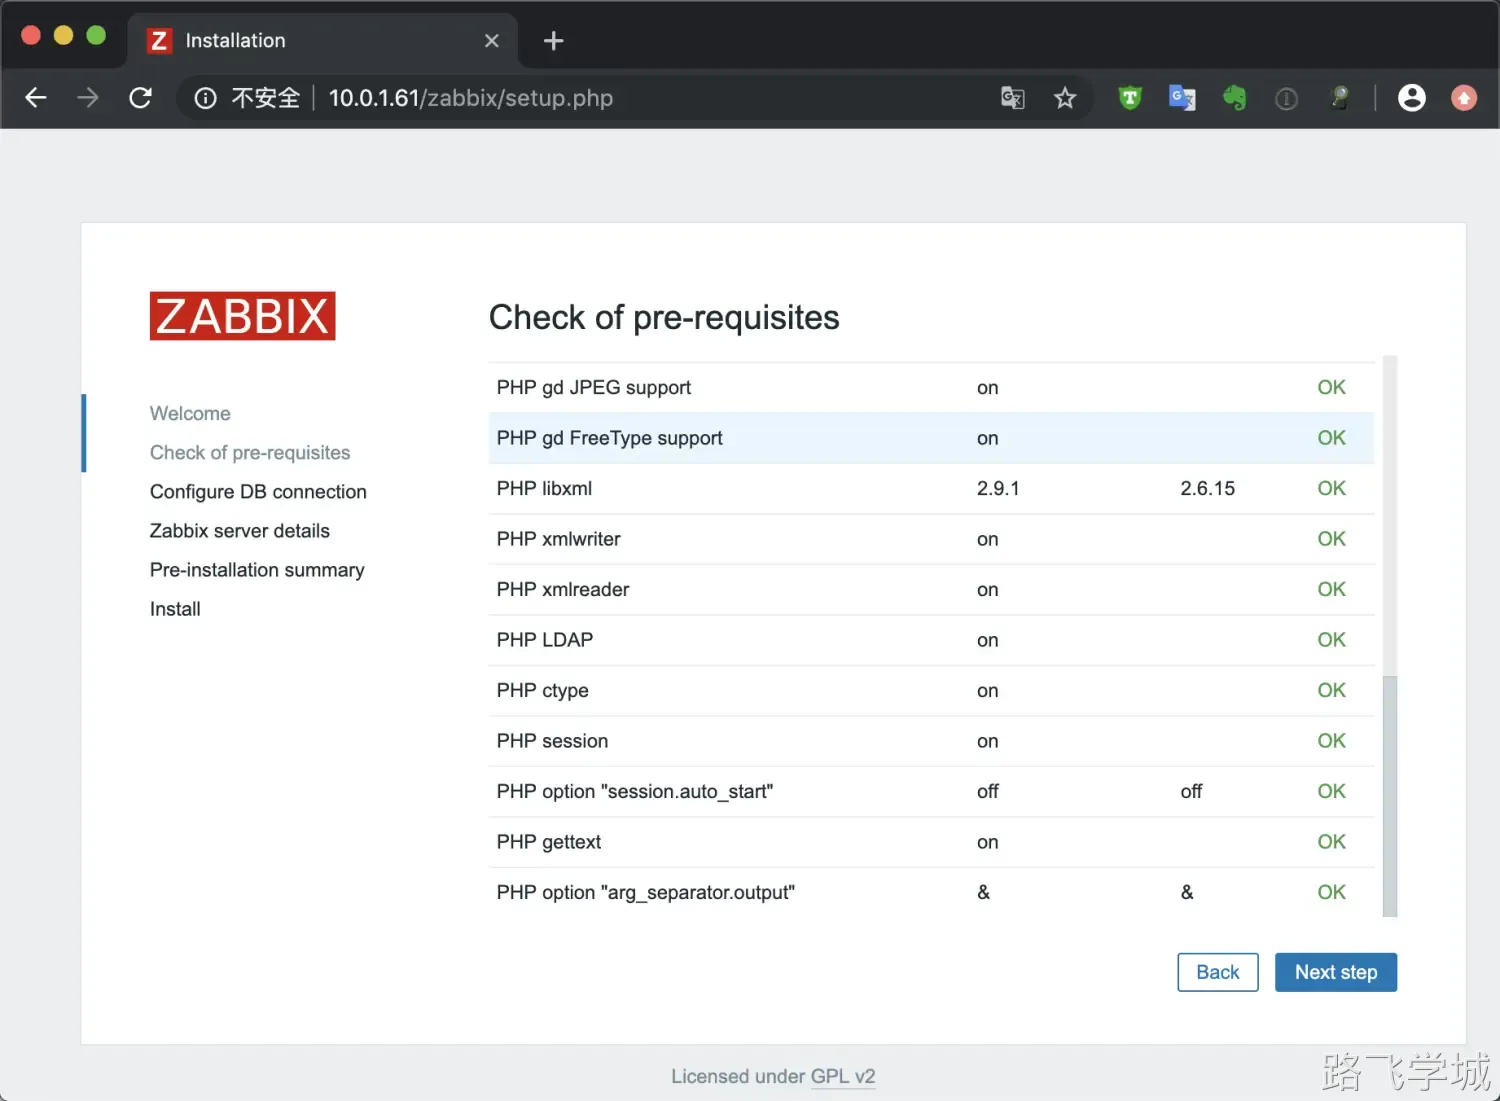 Installation
不安全 10.0.1.61/zabbix/setup.php
ZABBIX
Welcome
Check of pre-requisites
Configure DB connection
Zabbix server details
Pre-installation summary
Install
Check of pre-requisites
PHP gd JPEG support on OK
PHP gd FreeType support on OK
PHP libxml 2.9.1 2.6.15 OK
PHP xmlwriter on OK
PHP xmlreader on OK
PHP LDAP on OK
PHP ctype on OK
PHP session on OK
PHP option "session.auto_start" off off OK
PHP gettext on OK
PHP option "arg_separator.output" & & OK
Back Next step
Licensed under GPL v2
路飞学城